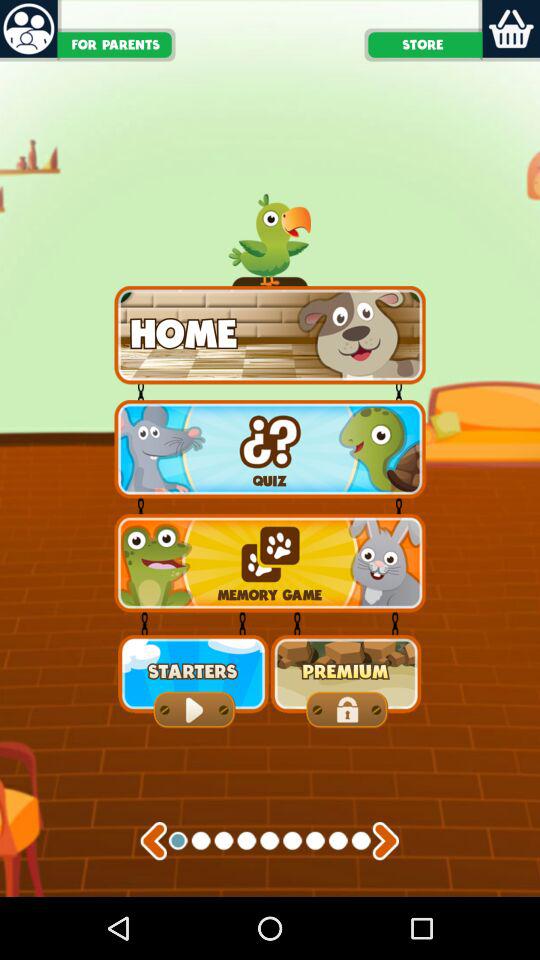 FOR PARENTS
STORE
HOME
¿?
QUIZ
MEMORY GAME
STARTERS
PREMIUM